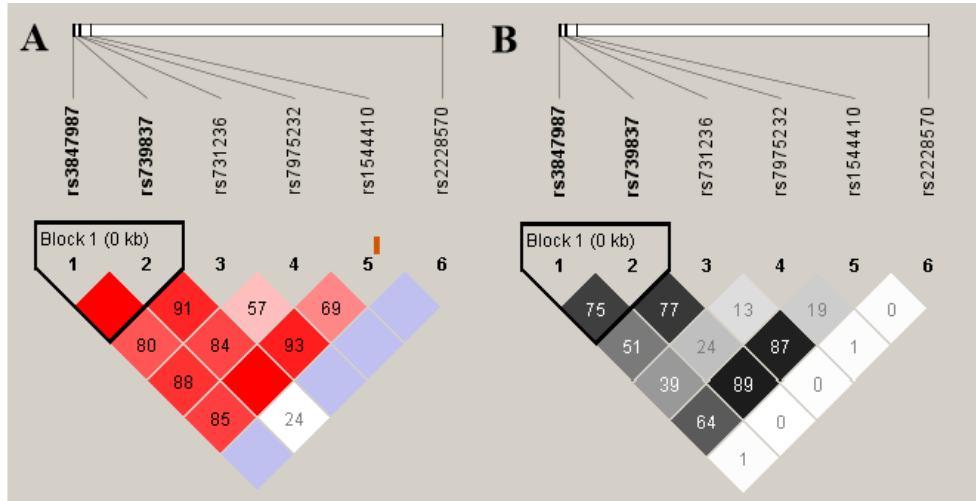 A
rs3847987
rs739837
rs731236
rs7975232
rs1544410
rs2228570
Block 1 (0 kb)
1 2 3 4 5 6
91 57 69
80 84 93
88
85 24
B
rs3847987
rs739837
rs731236
rs7975232
rs1544410
rs2228570
Block 1 (0 kb)
1 2 3 4 5 6
75 77 13 19 0
51 24 87 1
39 89 0
64 0
1